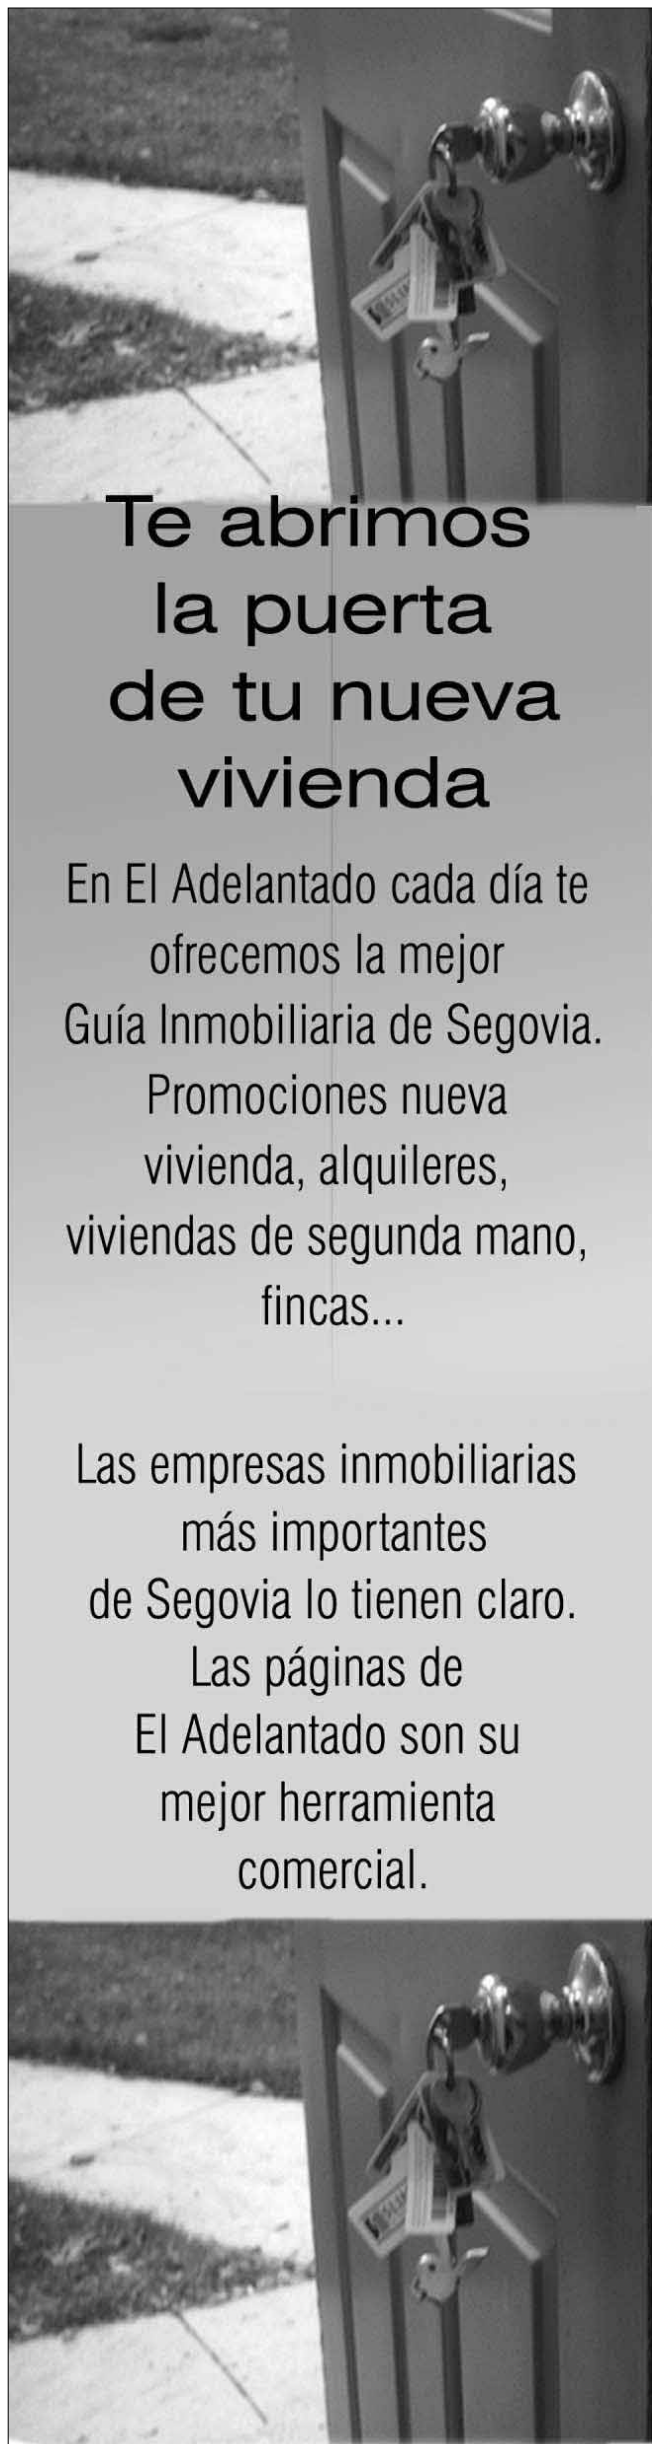 Te abrimos
la puerta
de tu nueva
vivienda
En El Adelantado cada día te
ofrecemos la mejor
Guía Inmobiliaria de Segovia.
Promociones nueva
vivienda, alquileres,
viviendas de segunda mano,
fincas...
Las empresas inmobiliarias
más importantes
de Segovia lo tienen claro.
Las páginas de
El Adelantado son su
mejor herramienta
comercial.